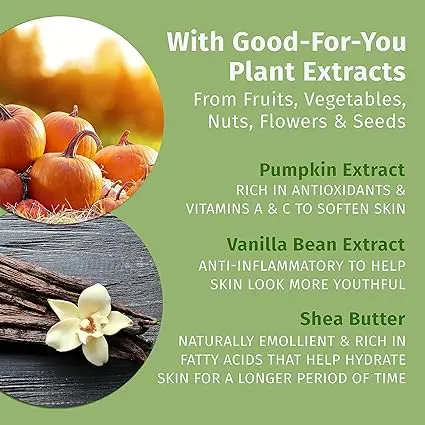 With Good-For-You
Plant Extracts
From Fruits, Vegetables,
Nuts, Flowers & Seeds
Pumpkin Extract
RICH IN ANTIOXIDANTS &
VITAMINS A & C TO SOFTEN SKIN
Vanilla Bean Extract
ANTI-INFLAMMATORY TO HELP
SKIN LOOK MORE YOUTHFUL
Shea Butter
NATURALLY EMOLLIENT & RICH IN
FATTY ACIDS THAT HELP HYDRATE
SKIN FOR A LONGER PERIOD OF TIME